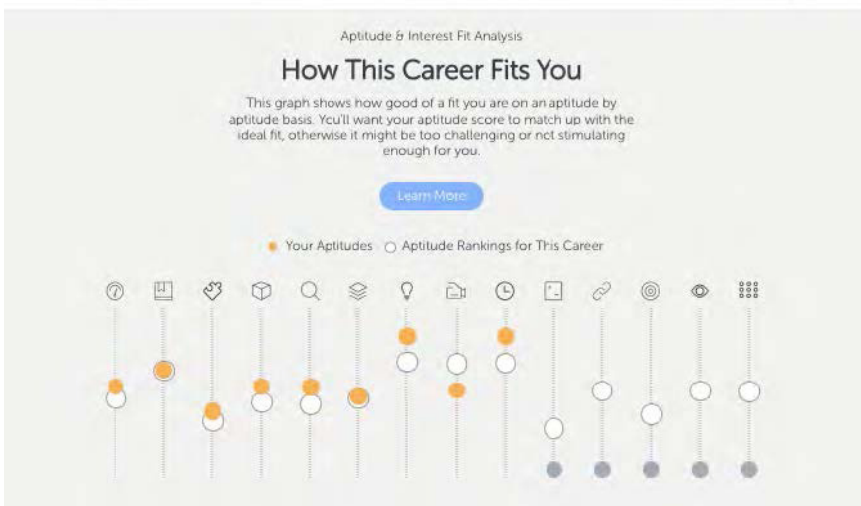 Aptitude & Interest Fit Analysis
How This Career Fits You
This graph shows how good of a fit you are on an aptitude by
aptitude basis. Ycu'll want your aptitude score to match up with the
ideal fit, otherwise it might be too challenging or nct stimulating
enough for you.
Learn More
Your Aptitudes Aptitude Rankings for This Career